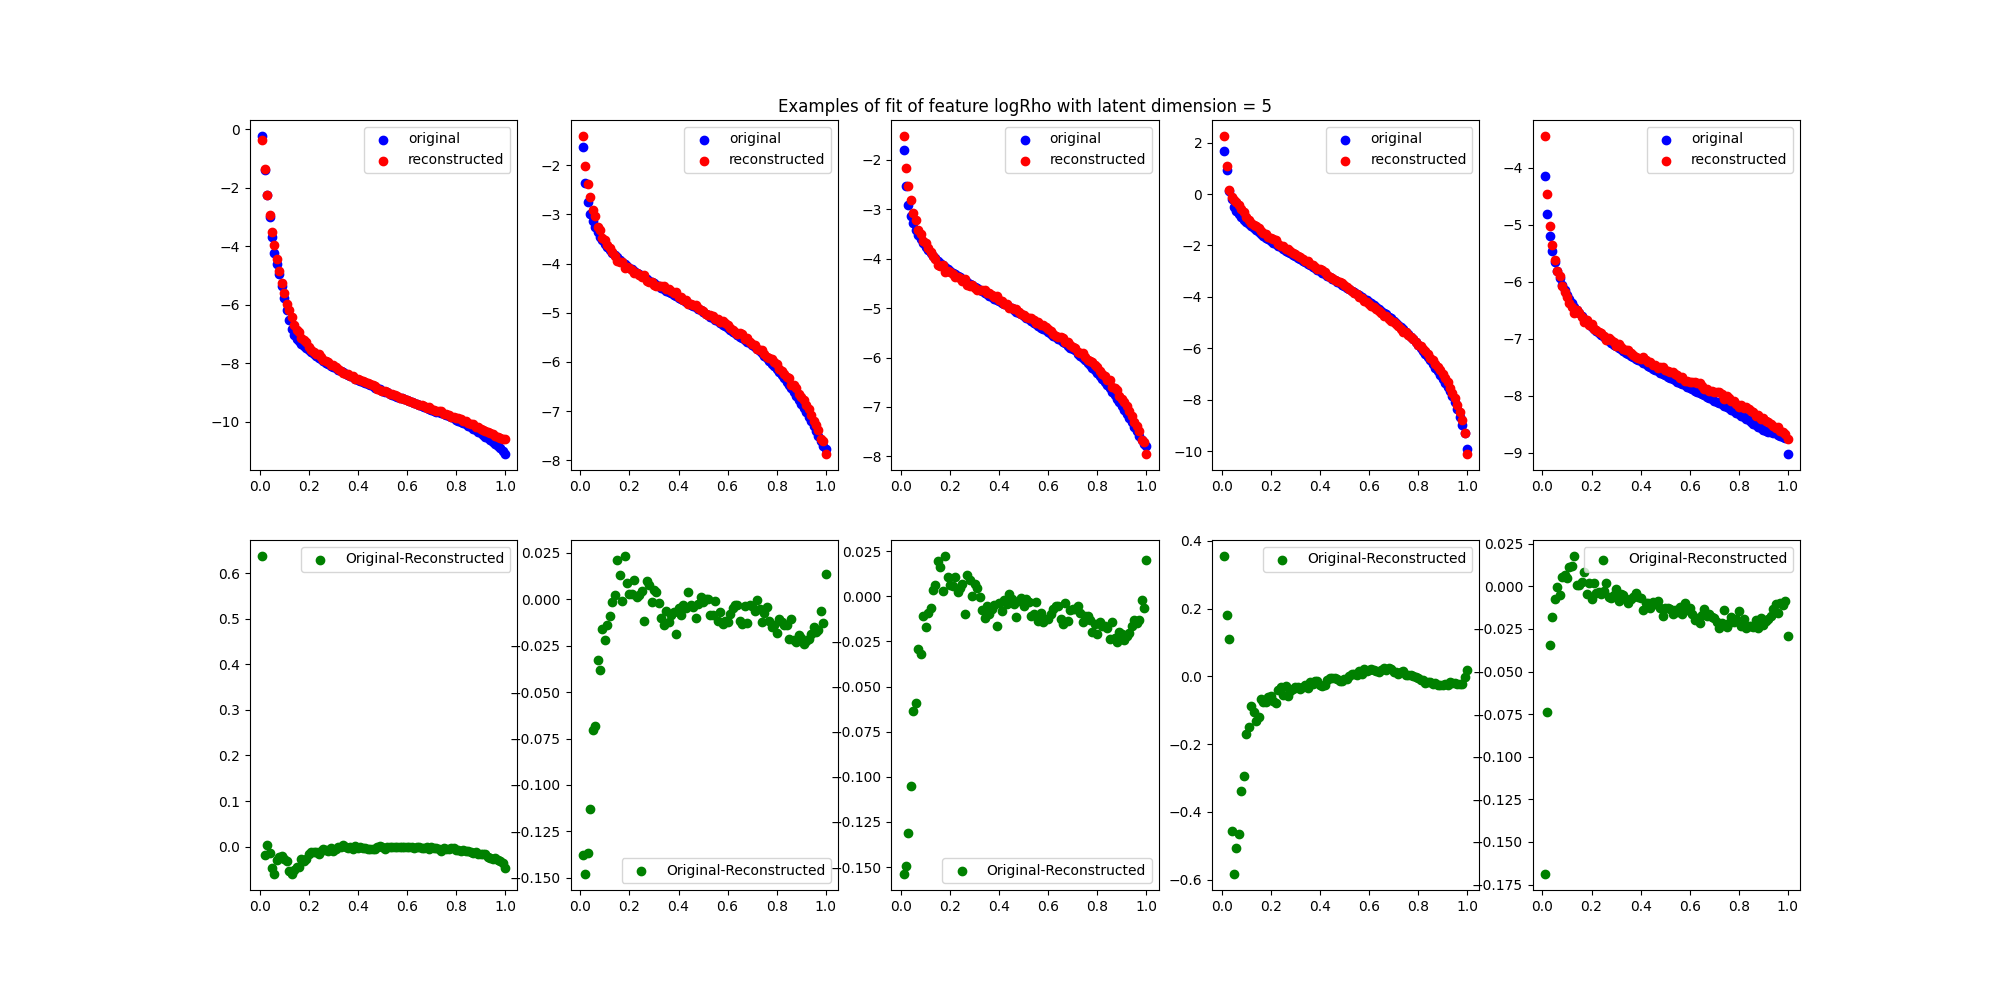 Examples of fit of feature logRho with latent dimension = 5
original
reconstructed
0
−2
−4
−6
−8
−10
0.0 0.2 0.4 0.6 0.8 1.0
original
reconstructed
−2
−3
−4
−5
−6
−7
−8
0.0 0.2 0.4 0.6 0.8 1.0
original
reconstructed
−2
−3
−4
−5
−6
−7
−8
0.0 0.2 0.4 0.6 0.8 1.0
original
reconstructed
2
0
−2
−4
−6
−8
−10
0.0 0.2 0.4 0.6 0.8 1.0
original
reconstructed
−4
−5
−6
−7
−8
−9
0.0 0.2 0.4 0.6 0.8 1.0
Original-Reconstructed
0.6
0.5
0.4
0.3
0.2
0.1
0.0
0.0 0.2 0.4 0.6 0.8 1.0
0.025
0.000
−0.025
−0.050
−0.075
−0.100
−0.125
−0.150
Original-Reconstructed
0.0 0.2 0.4 0.6 0.8 1.0
0.025
0.000
−0.025
−0.050
−0.075
−0.100
−0.125
−0.150
Original-Reconstructed
0.0 0.2 0.4 0.6 0.8 1.0
Original-Reconstructed
0.4
0.2
0.0
−0.2
−0.4
−0.6
0.0 0.2 0.4 0.6 0.8 1.0
Original-Reconstructed
0.025
0.000
−0.025
−0.050
−0.075
−0.100
−0.125
−0.150
−0.175
0.0 0.2 0.4 0.6 0.8 1.0